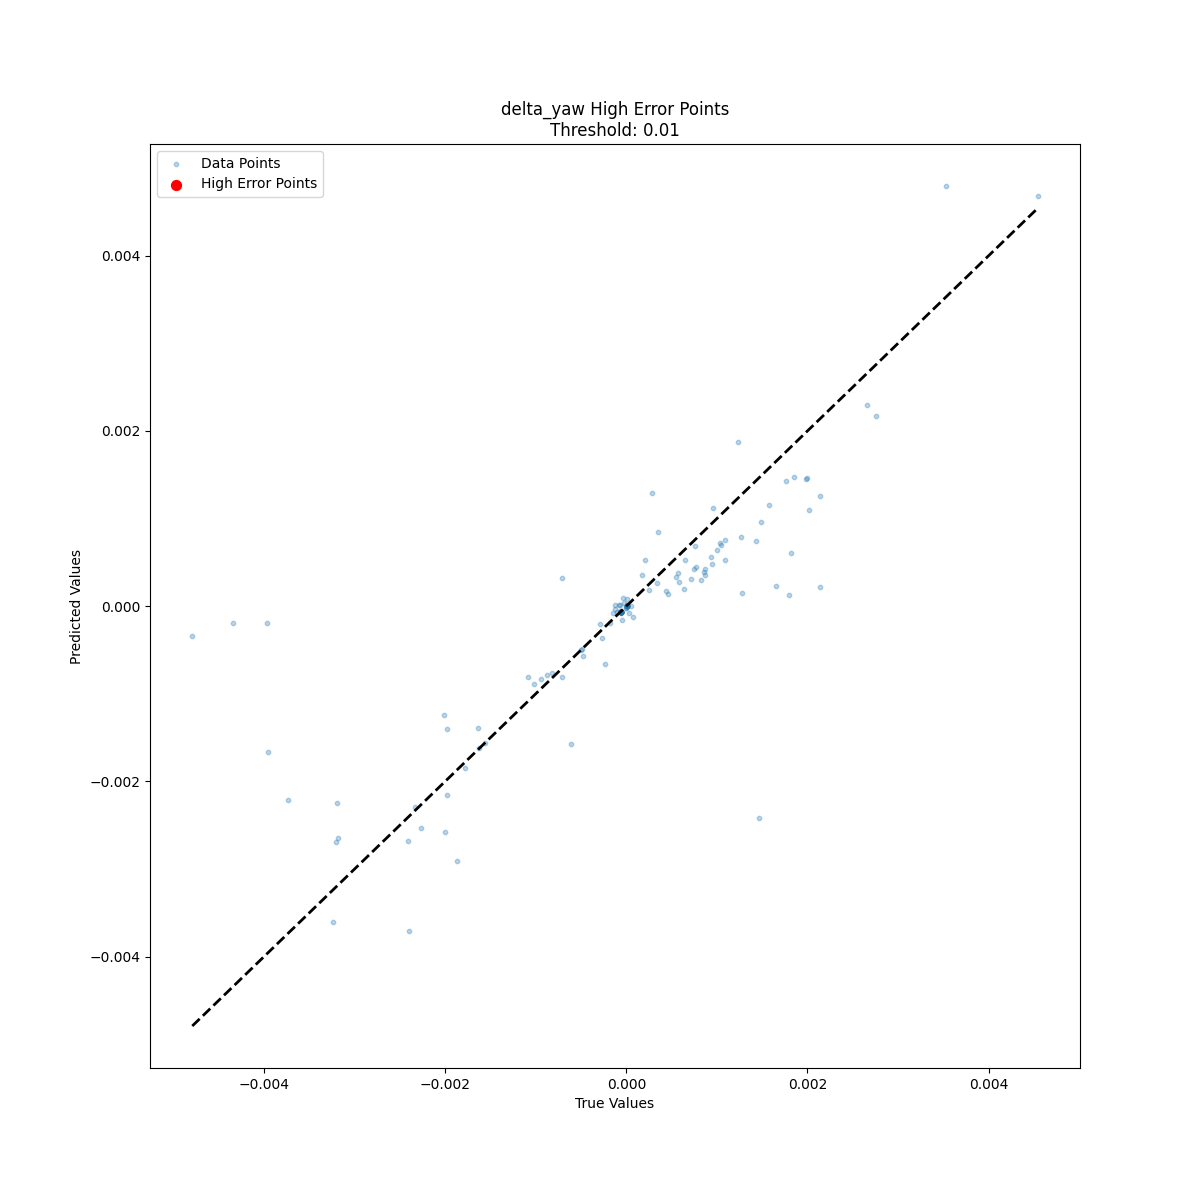 delta_yaw High Error Points
Threshold: 0.01
Data Points
High Error Points
0.004
0.002
0.000
−0.002
−0.004
Predicted Values
−0.004
−0.002
0.000
0.002
0.004
True Values